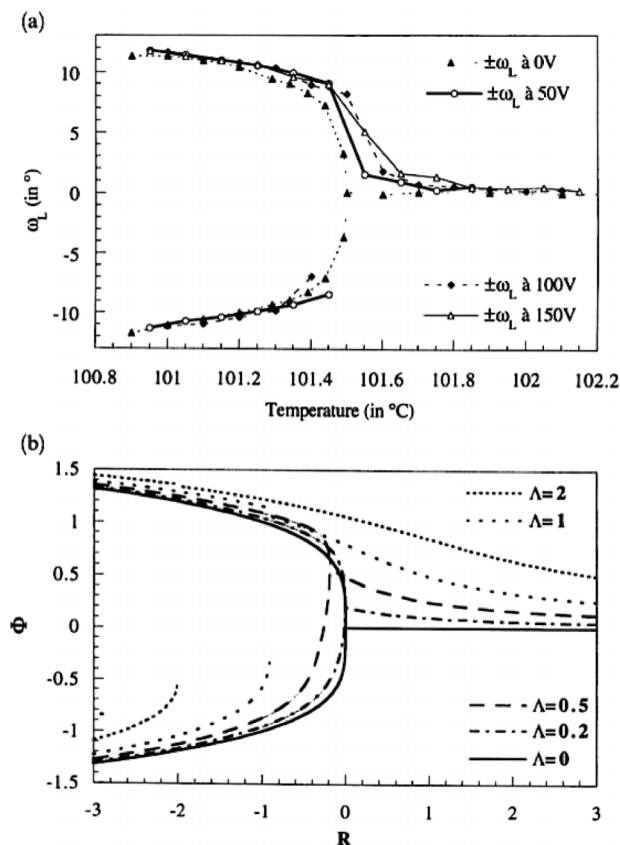 (a)
10
5
0
-5
-10
ω_L (in °)
±ω_L à 0V
±ω_L à 50V
±ω_L à 100V
±ω_L à 150V
100.8 101 101.2 101.4 101.6 101.8 102 102.2
Temperature (in °C)
(b)
1.5
1
0.5
0
-0.5
-1
-1.5
Φ
Λ=2
Λ=1
Λ=0.5
Λ=0.2
Λ=0
-3 -2 -1 0 1 2 3
R